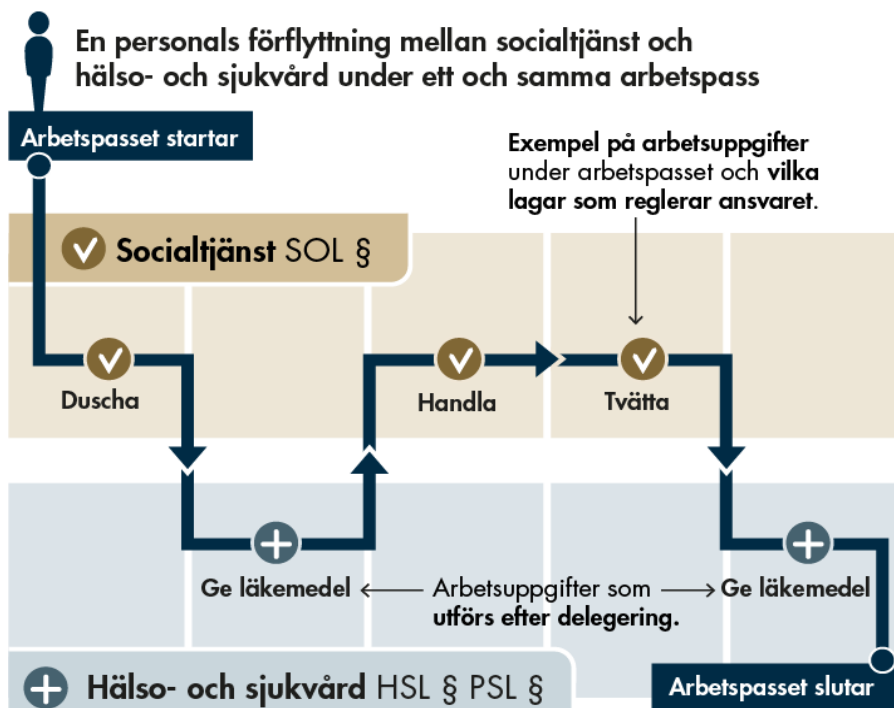 En personals förflyttning mellan socialtjänst och
hälso- och sjukvård under ett och samma arbetspass
Arbetspasset startar
Exempel på arbetsuppgifter
under arbetspasset och vilka
lagar som reglerar ansvaret.
Socialtjänst SOL §
Duscha
Handla
Tvätta
Ge läkemedel
Arbetsuppgifter som
utförs efter delegering.
Ge läkemedel
Hälso- och sjukvård HSL § PSL §
Arbetspasset slutar